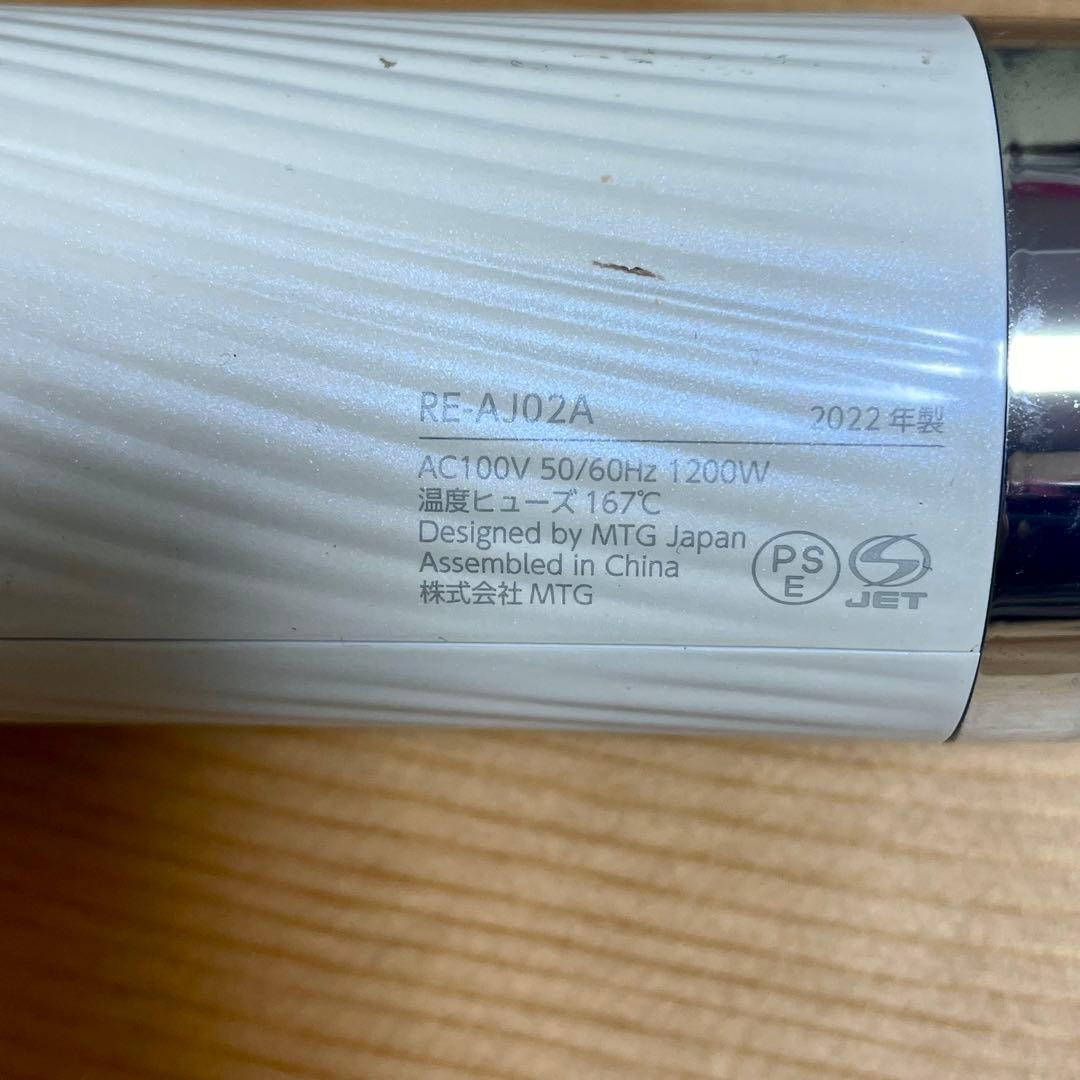 RE-AJ02A 2022年製
AC100V 50/60Hz 1200W
温度ヒューズ 167℃
Designed by MTG Japan
Assembled in China
株式会社 MTG
PS
E
JET